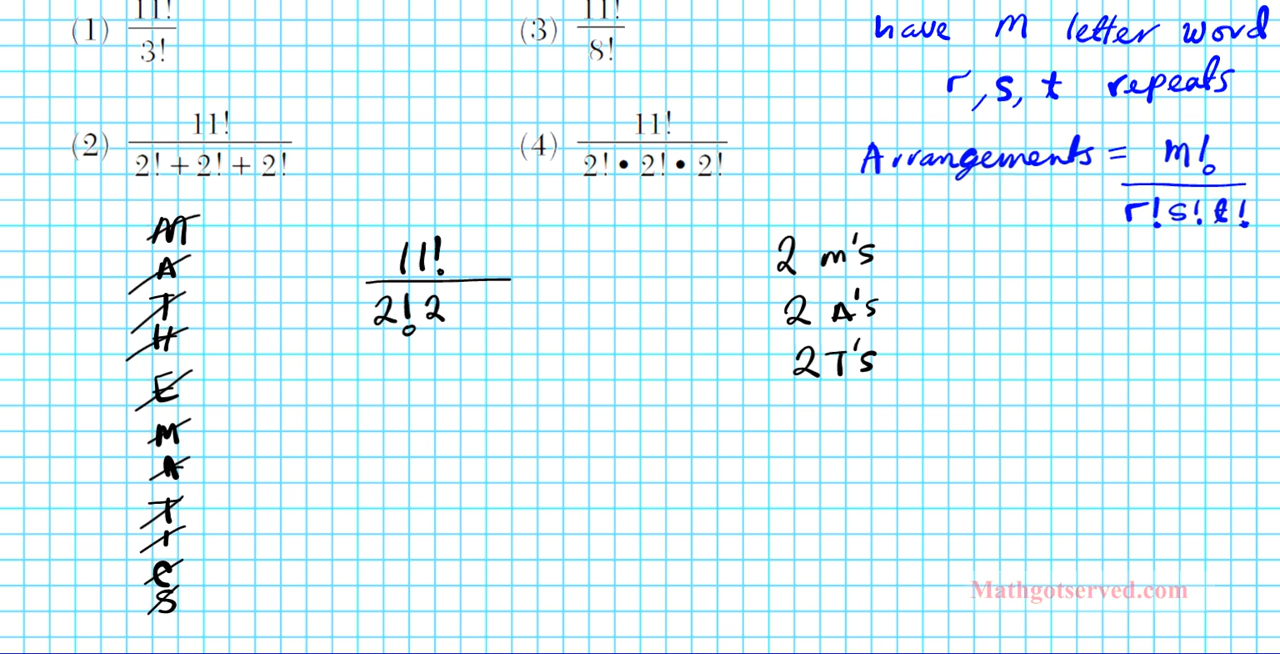 (1) 11!/3!
(3) 11!/8!
have m letter word
r, s, t repeats
(2) 11!/(2! + 2! + 2!)
(4) 11!/(2! • 2! • 2!)
Arrangements = m!/(r! s! t!)
M
A
T
H
E
M
A
T
I
C
S
11!/(2! 2
2 m's
2 A's
2 T's
Mathgotserved.com